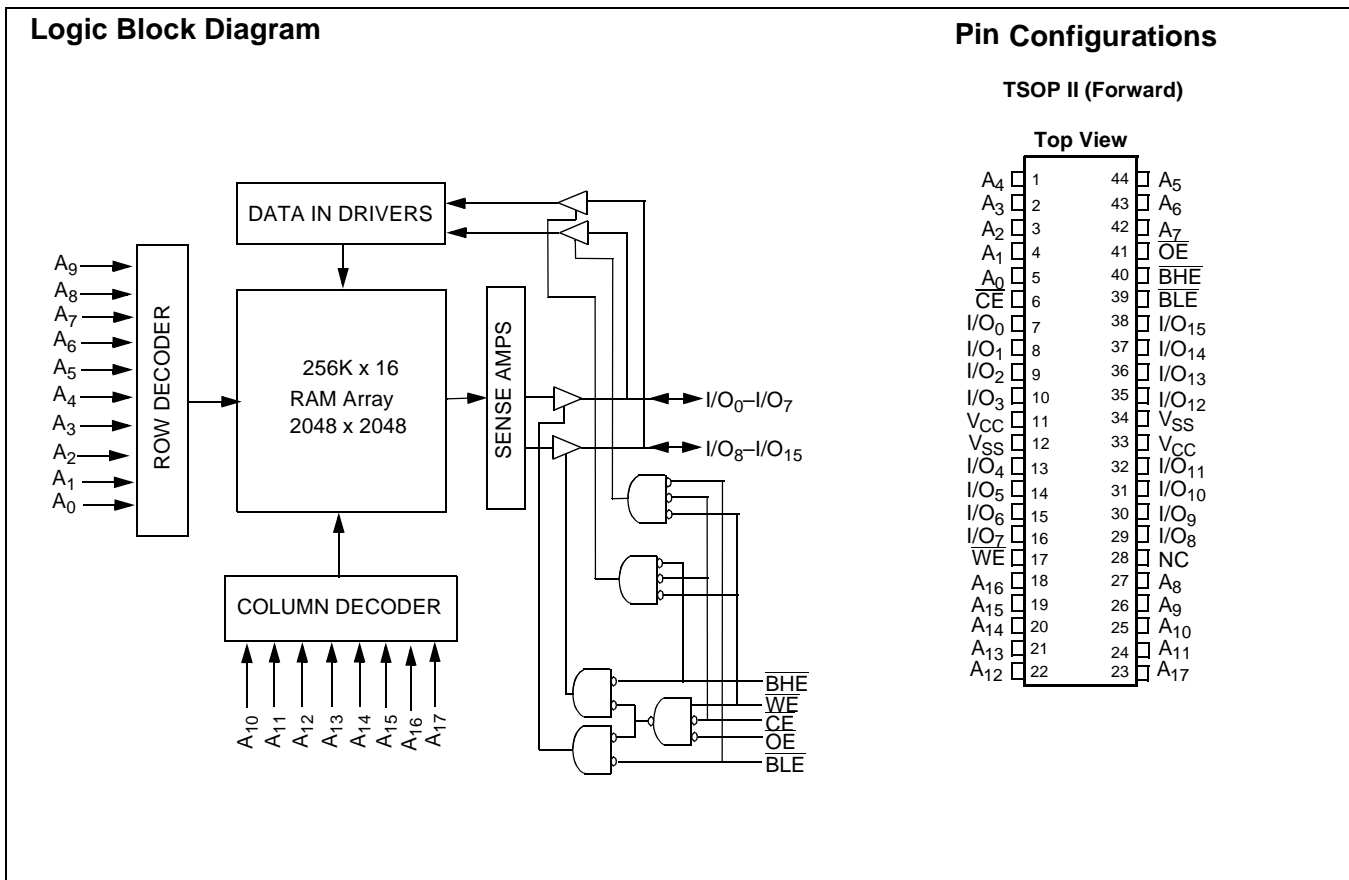 Logic Block Diagram
DATA IN DRIVERS
A9
A8
A7
A6
A5
A4
A3
A2
A1
A0
ROW DECODER
256K x 16
RAM Array
2048 x 2048
SENSE AMPS
I/O0–I/O7
I/O8–I/O15
COLUMN DECODER
A10
A11
A12
A13
A14
A15
A16
A17
BHE
WE
CE
OE
BLE
Pin Configurations
TSOP II (Forward)
Top View
A4 1 44 A5
A3 2 43 A6
A2 3 42 A7
A1 4 41 OE
A0 5 40 BHE
CE 6 39 BLE
I/O0 7 38 I/O15
I/O1 8 37 I/O14
I/O2 9 36 I/O13
I/O3 10 35 I/O12
VCC 11 34 VSS
VSS 12 33 VCC
I/O4 13 32 I/O11
I/O5 14 31 I/O10
I/O6 15 30 I/O9
I/O7 16 29 I/O8
WE 17 28 NC
A16 18 27 A8
A15 19 26 A9
A14 20 25 A10
A13 21 24 A11
A12 22 23 A17